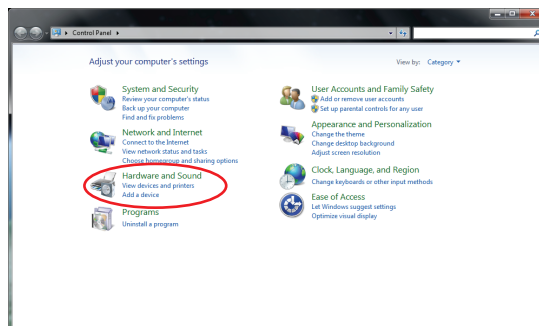 Control Panel
Adjust your computer's settings
View by: Category
System and Security
Review your computer's status
Back up your computer
Find and fix problems
Network and Internet
Connect to the Internet
View network status and tasks
Choose homegroup and sharing options
Hardware and Sound
View devices and printers
Add a device
Programs
Uninstall a program
User Accounts and Family Safety
Add or remove user accounts
Set up parental controls for any user
Appearance and Personalization
Change the theme
Change desktop background
Adjust screen resolution
Clock, Language, and Region
Change keyboards or other input methods
Ease of Access
Let Windows suggest settings
Optimize visual display